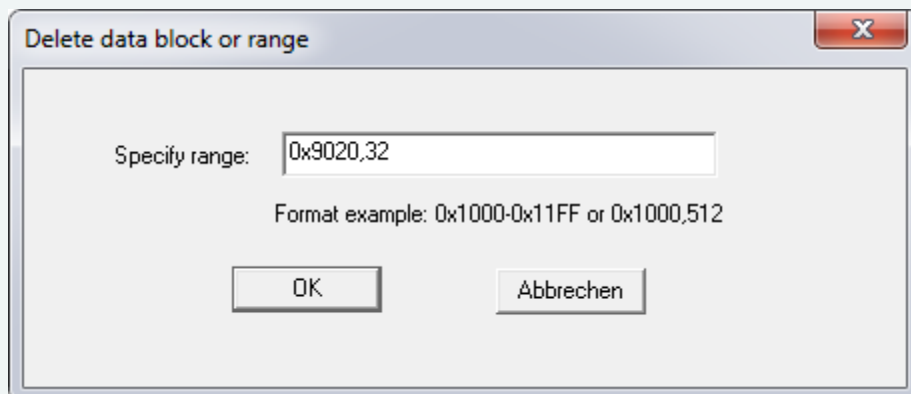 Delete data block or range
Specify range: 0x9020,32
Format example: 0x1000-0x11FF or 0x1000,512
OK Abbrechen